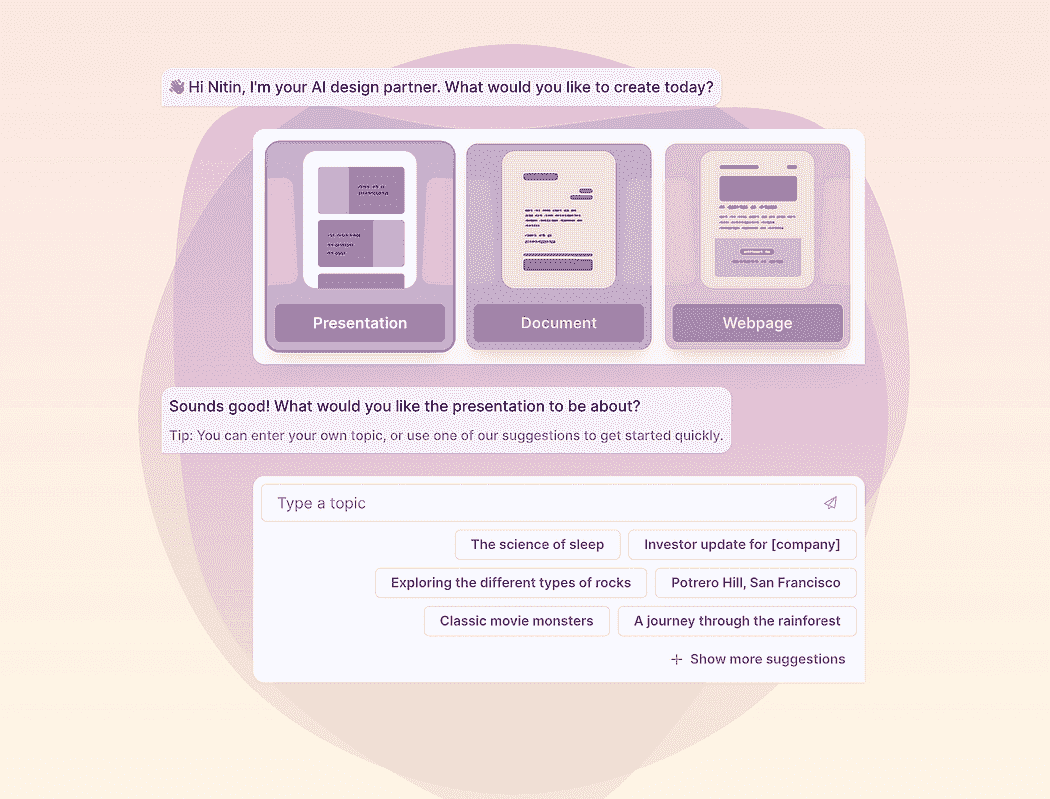 👋 Hi Nitin, I'm your AI design partner. What would you like to create today?
Presentation
Document
Webpage
Sounds good! What would you like the presentation to be about?
Tip: You can enter your own topic, or use one of our suggestions to get started quickly.
Type a topic
The science of sleep
Investor update for [company]
Exploring the different types of rocks
Potrero Hill, San Francisco
Classic movie monsters
A journey through the rainforest
+ Show more suggestions